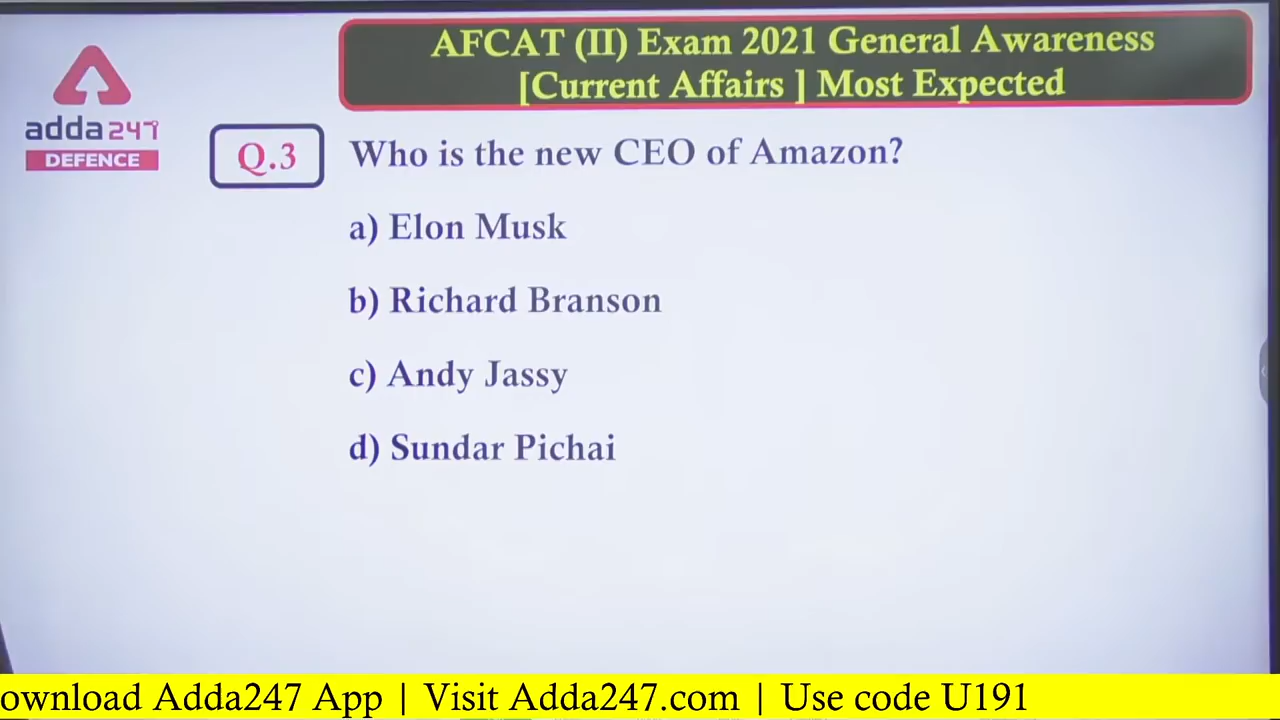 AFCAT (II) Exam 2021 General Awareness
[Current Affairs ] Most Expected
adda247
DEFENCE
Q.3 Who is the new CEO of Amazon?
a) Elon Musk
b) Richard Branson
c) Andy Jassy
d) Sundar Pichai
ownload Adda247 App | Visit Adda247.com | Use code U191